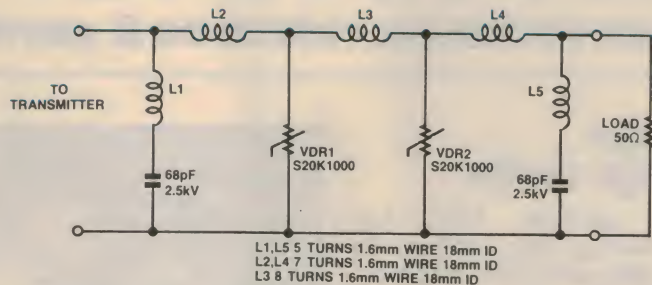 L2
L3
L4
L1
L5
TO
TRANSMITTER
VDR1
S20K1000
VDR2
S20K1000
LOAD
50Ω
68pF
2.5kV
68pF
2.5kV
L1,L5 5 TURNS 1.6mm WIRE 18mm ID
L2,L4 7 TURNS 1.6mm WIRE 18mm ID
L3 8 TURNS 1.6mm WIRE 18mm ID